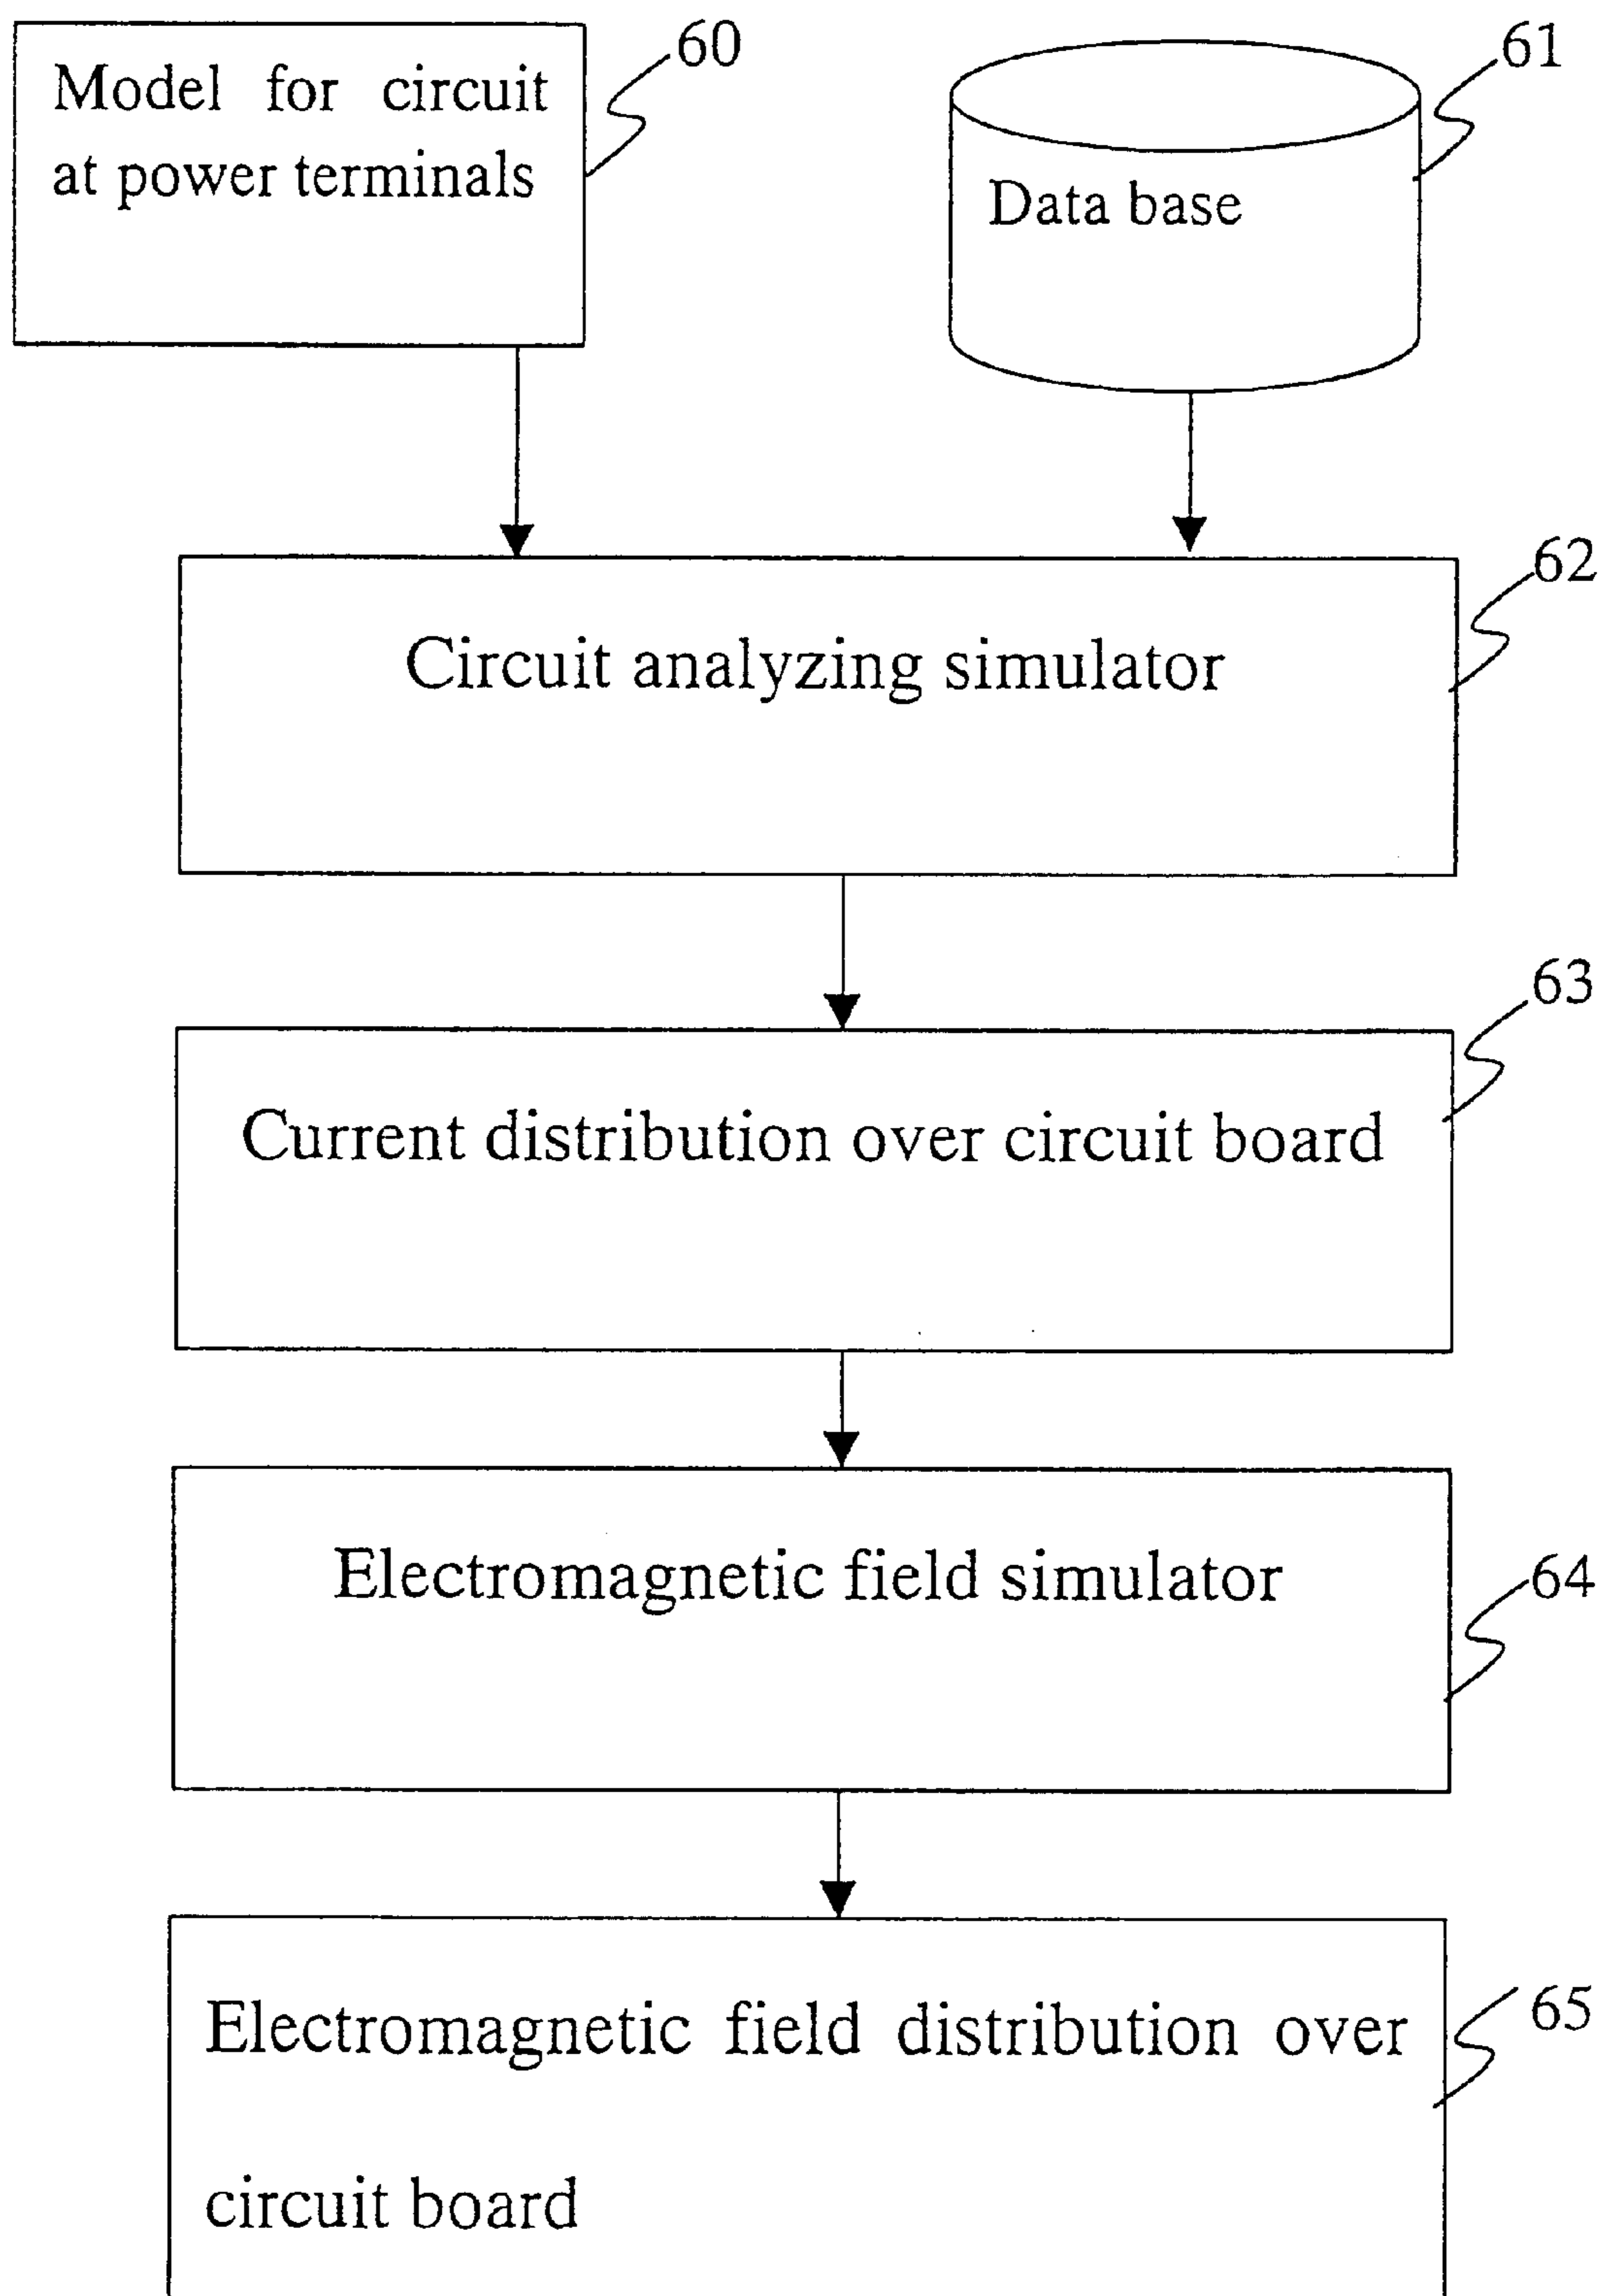 Model for circuit
at power terminals
60
Data base
61
Circuit analyzing simulator
62
Current distribution over circuit board
63
Electromagnetic field simulator
64
Electromagnetic field distribution over
circuit board
65